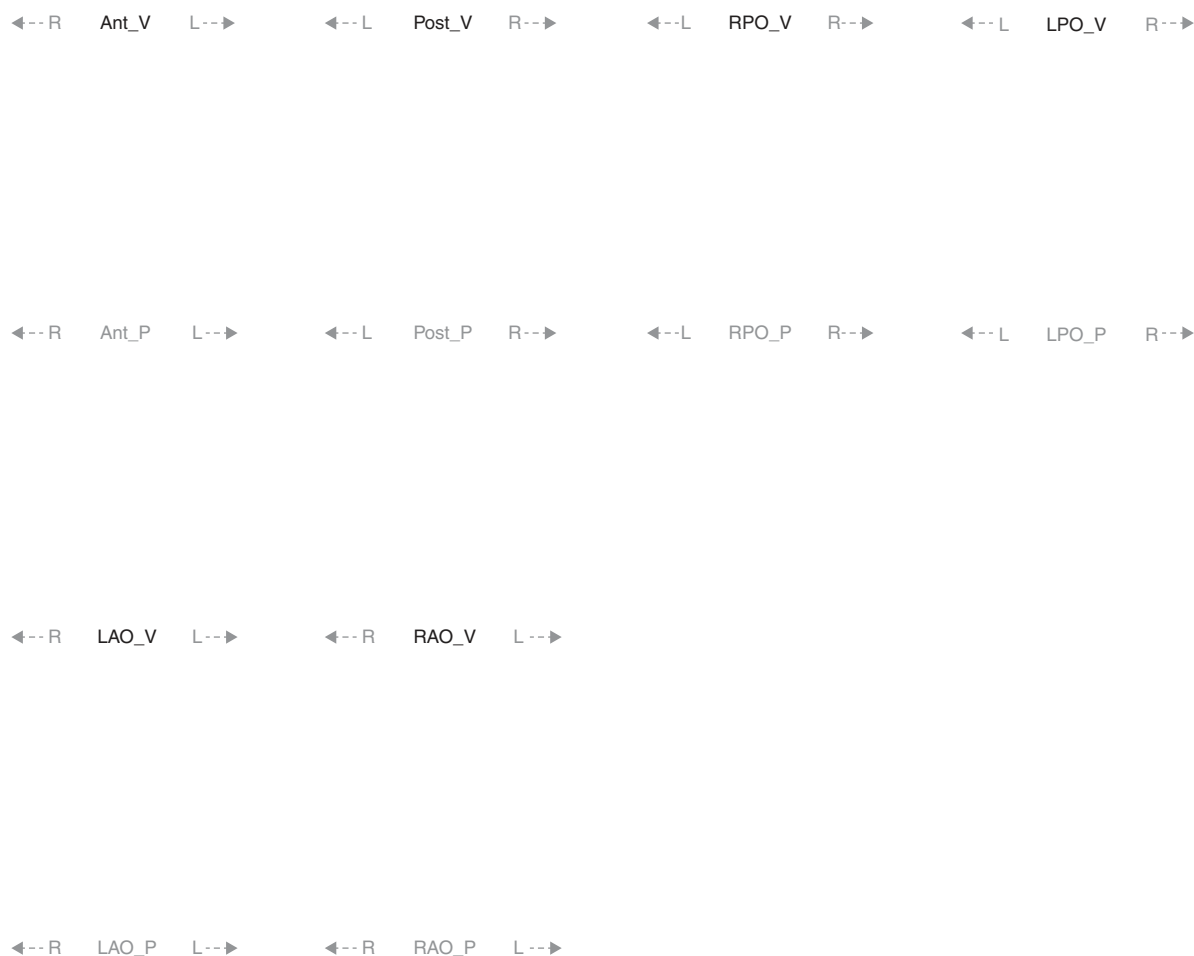 R Ant_V L L Post_V R L RPO_V R L LPO_V R
R Ant_P L L Post_P R L RPO_P R L LPO_P R
R LAO_V L R RAO_V L
R LAO_P L R RAO_P L